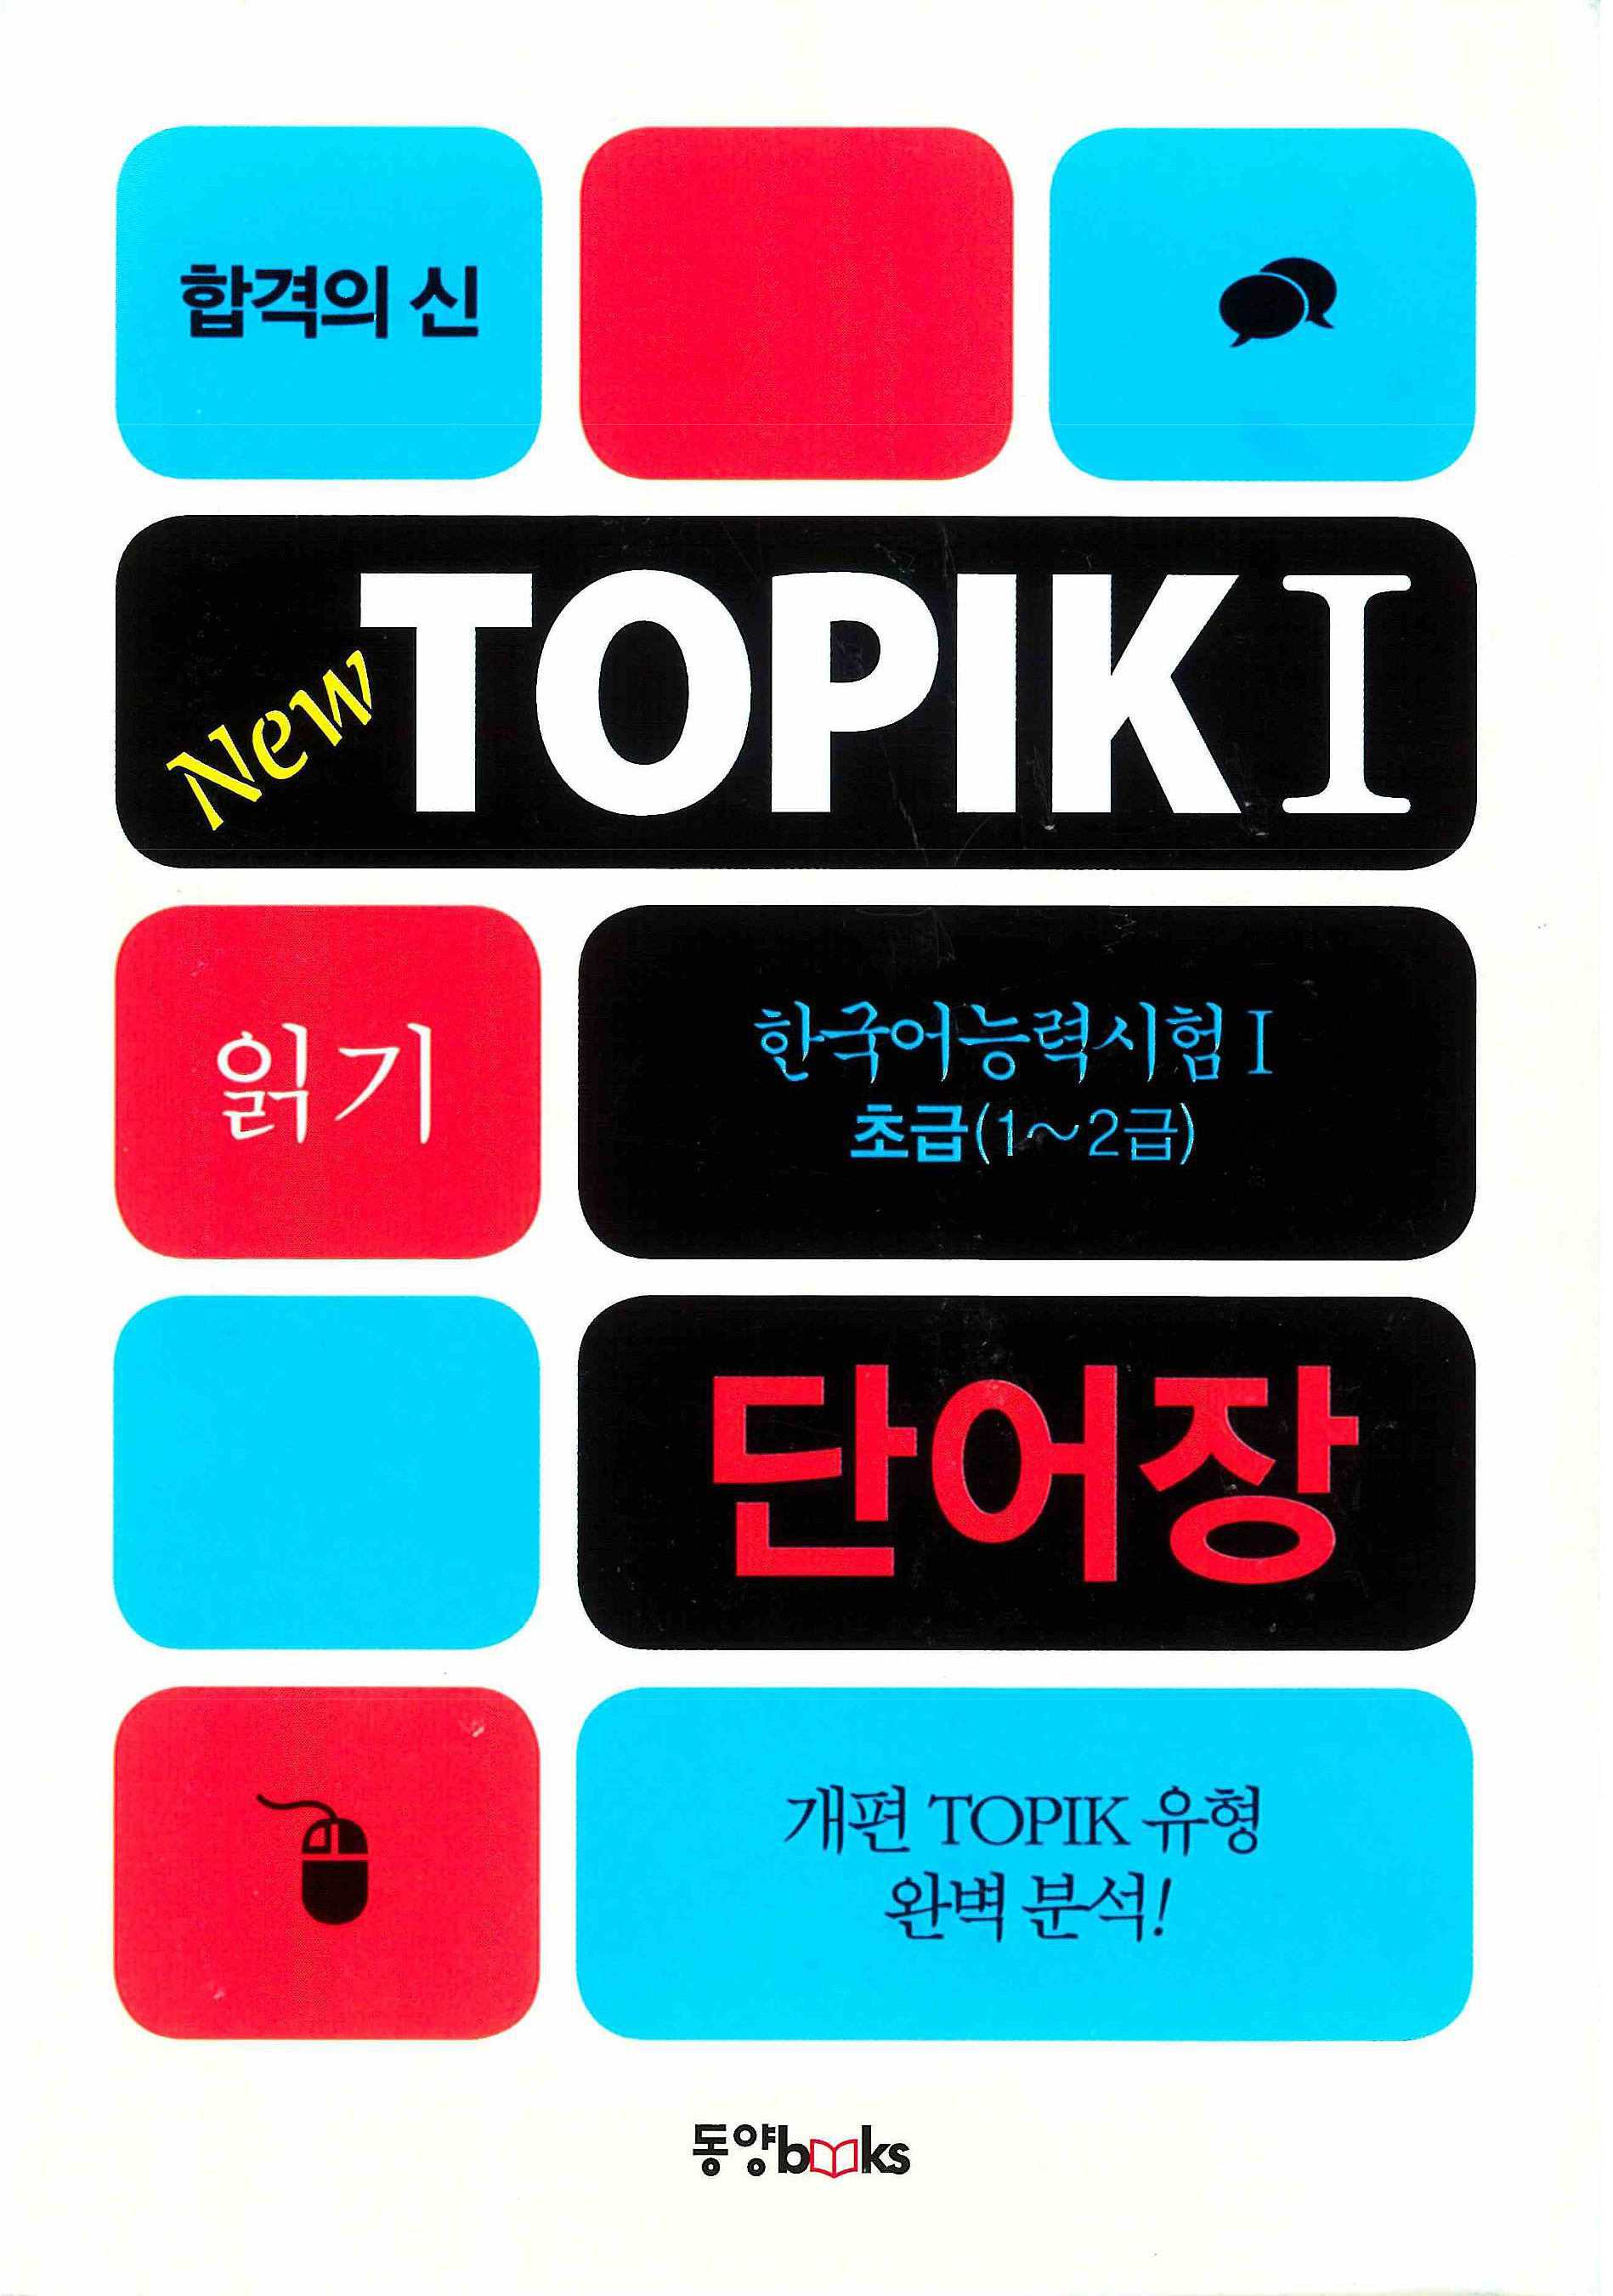 합격의 신
New TOPIK I
읽기
한국어능력시험 I
초급(1~2급)
단어장
개편 TOPIK 유형
완벽 분석!
동양books